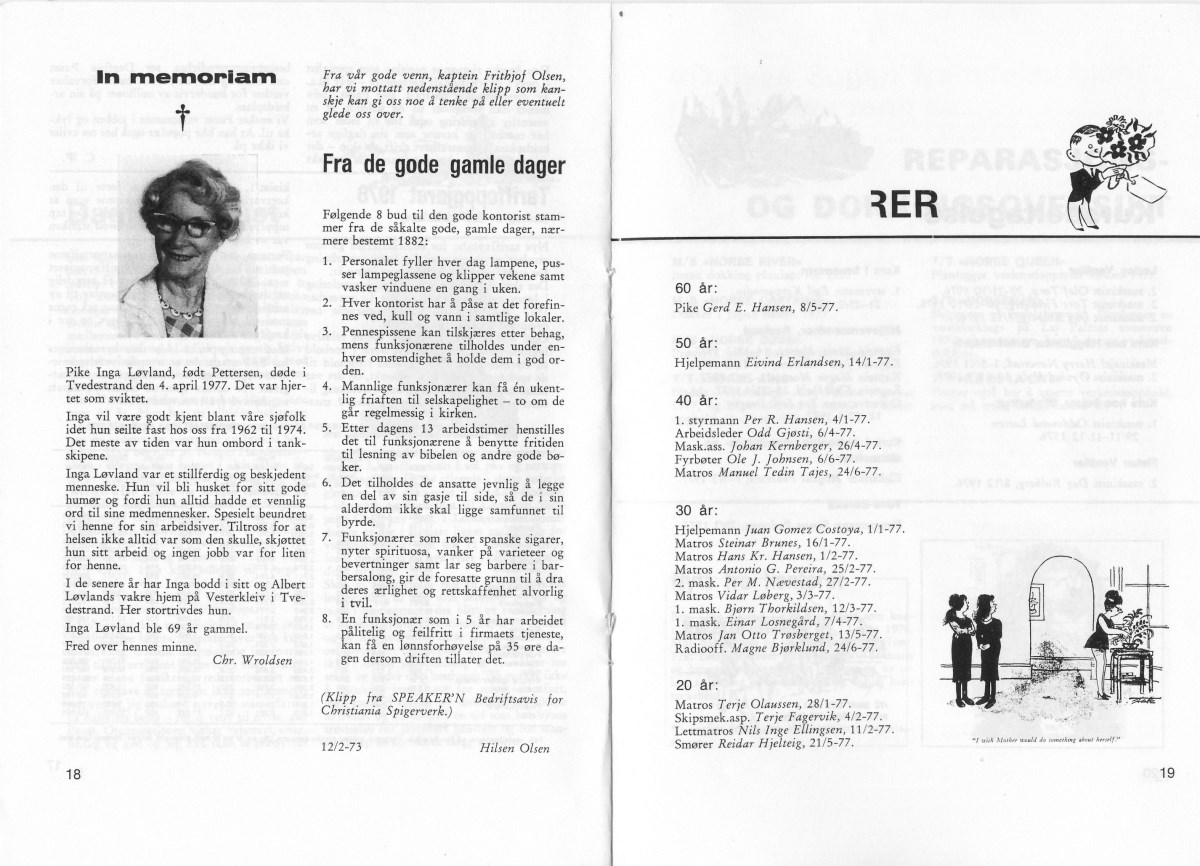 In memoriam
†
Pike Inga Løvland, født Pettersen, døde i
Tvedestrand den 4. april 1977. Det var hjer-
tet som sviktet.
Inga vil være godt kjent blant våre sjøfolk
idet hun seilte fast hos oss fra 1962 til 1974.
Det meste av tiden var hun ombord i tank-
skipene.
Inga Løvland var et stillferdig og beskjedent
menneske. Hun vil bli husket for sitt gode
humør og fordi hun alltid hadde et vennlig
ord til sine medmennesker. Spesielt beundret
vi henne for sin arbeidsiver. Tiltross for at
helsen ikke alltid var som den skulle, skjøttet
hun sitt arbeid og ingen jobb var for liten
for henne.
I de senere år har Inga bodd i sitt og Albert
Løvlands vakre hjem på Vesterkleiv i Tve-
destrand. Her stortrivdes hun.
Inga Løvland ble 69 år gammel.
Fred over hennes minne.
Chr. Wroldsen
18
Fra vår gode venn, kaptein Frithjof Olsen,
har vi mottatt nedenstående klipp som kan-
skje kan gi oss noe å tenke på eller eventuelt
glede oss over.
Fra de gode gamle dager
Følgende 8 bud til den gode kontorist stam-
mer fra de såkalte gode, gamle dager, nær-
mere bestemt 1882:
1. Personalet fyller hver dag lampene, pus-
ser lampeglassene og klipper vekene samt
vasker vinduene en gang i uken.
2. Hver kontorist har å påse at det forefin-
nes ved, kull og vann i samtlige lokaler.
3. Pennespissene kan tilskjæres etter behag,
mens funksjonærene tilholdes under en-
hver omstendighet å holde dem i god or-
den.
4. Mannlige funksjonærer kan få én ukent-
lig friaften til selskapelighet – to om de
går regelmessig i kirken.
5. Etter dagens 13 arbeidstimer henstilles
det til funksjonærene å benytte fritiden
til lesning av bibelen og andre gode bø-
ker.
6. Det tilholdes de ansatte jevnlig å legge
en del av sin gasje til side, så de i sin
alderdom ikke skal ligge samfunnet til
byrde.
7. Funksjonærer som røker spanske sigarer,
nyter spirituosa, vanker på varieteer og
bevertninger samt lar seg barbere i bar-
bersalong, gir de foresatte grunn til å dra
deres ærlighet og rettskaffenhet alvorlig
i tvil.
8. En funksjonær som i 5 år har arbeidet
pålitelig og feilfritt i firmaets tjeneste,
kan få en lønnsforhøyelse på 35 øre da-
gen dersom driften tillater det.
(Klipp fra SPEAKER'N Bedriftsavis for
Christiania Spigerverk.)
12/2-73 Hilsen Olsen
RER
60 år:
Pike Gerd E. Hansen, 8/5-77.
50 år:
Hjelpemann Eivind Erlandsen, 14/1-77.
40 år:
1. styrmann Per R. Hansen, 4/1-77.
Arbeidsleder Odd Gjøsti, 6/4-77.
Mask.ass. Johan Kernberger, 26/4-77.
Fyrbøter Ole J. Johnsen, 6/6-77.
Matros Manuel Tedin Tajes, 24/6-77.
30 år:
Hjelpemann Juan Gomez Costoya, 1/1-77.
Matros Steinar Brunes, 16/1-77.
Matros Hans Kr. Hansen, 1/2-77.
Matros Antonio G. Pereira, 25/2-77.
2. mask. Per M. Nævestad, 27/2-77.
Matros Vidar Løberg, 3/3-77.
1. mask. Bjørn Thorkildsen, 12/3-77.
1. mask. Einar Losnegård, 7/4-77.
Matros Jan Otto Trøsberget, 13/5-77.
Radiooff. Magne Bjørklund, 24/6-77.
20 år:
Matros Terje Olaussen, 28/1-77.
Skipsmek.asp. Terje Fagervik, 4/2-77.
Lettmatros Nils Inge Ellingsen, 11/2-77.
Smører Reidar Hjelteig, 21/5-77.
"I wish Mother would do something about herself."
19